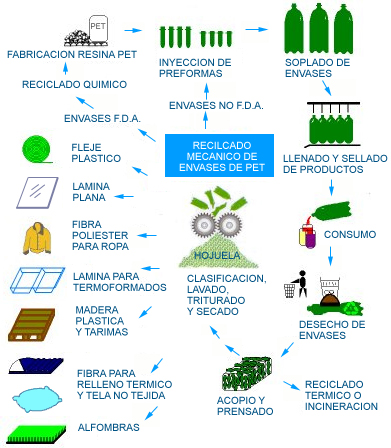 PET
FABRICACION RESINA PET
INYECCION DE
PREFORMAS
SOPLADO DE
ENVASES
RECICLADO QUIMICO
ENVASES NO F.D.A.
ENVASES F.D.A.
RECILCADO
MECANICO DE
ENVASES DE PET
LLENADO Y SELLADO
DE PRODUCTOS
FLEJE
PLASTICO
LAMINA
PLANA
FIBRA
POLIESTER
PARA ROPA
CONSUMO
HOJUELA
LAMINA PARA
TERMOFORMADOS
CLASIFICACION,
LAVADO,
TRITURADO
Y SECADO
MADERA
PLASTICA
Y TARIMAS
DESECHO DE
ENVASES
FIBRA PARA
RELLENO TERMICO
Y TELA NO TEJIDA
ACOPIO Y
PRENSADO
RECICLADO
TERMICO O
INCINERACION
ALFOMBRAS